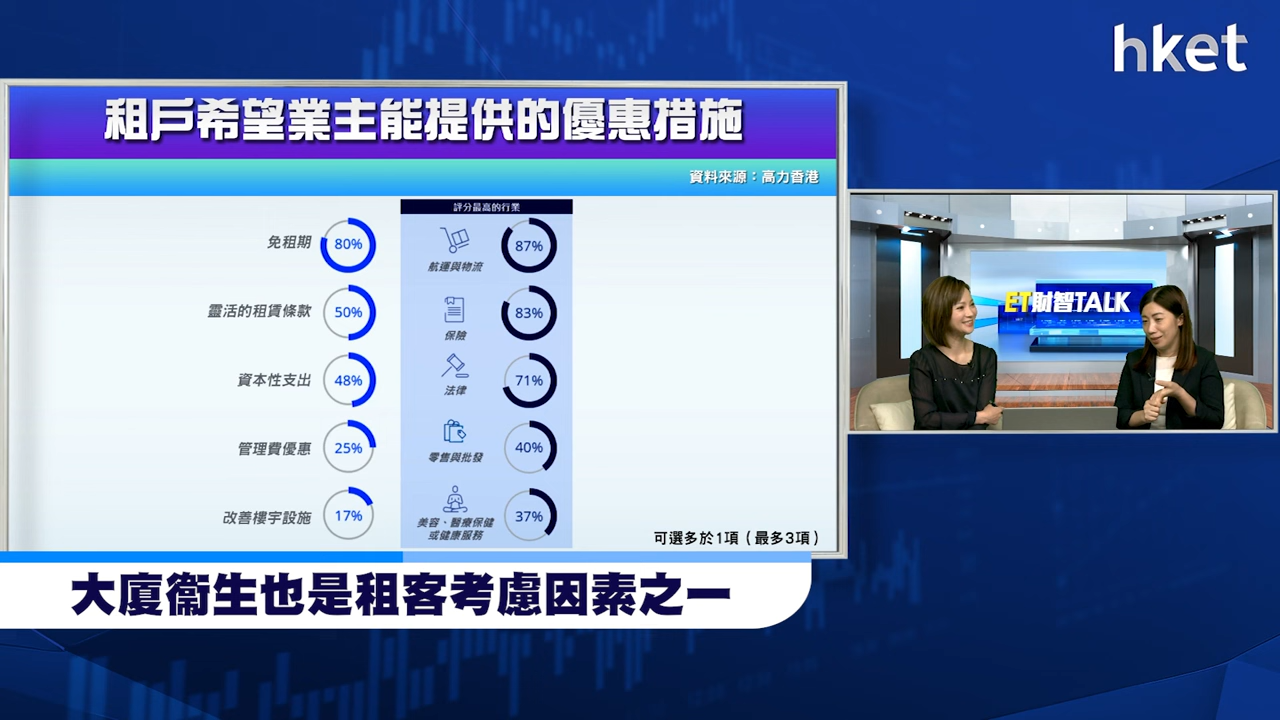 hket
租戶希望業主能提供的優惠措施
資料來源：高力香港
評分最高的行業
免租期 80% 87%
航運與物流
靈活的租賃條款 50% 83%
保險
資本性支出 48% 71%
法律
管理費優惠 25% 40%
零售與批發
改善樓宇設施 17% 37%
美容、醫療保健
或健康服務
可選多於1項（最多3項）
ET財智TALK
大廈衞生也是租客考慮因素之一